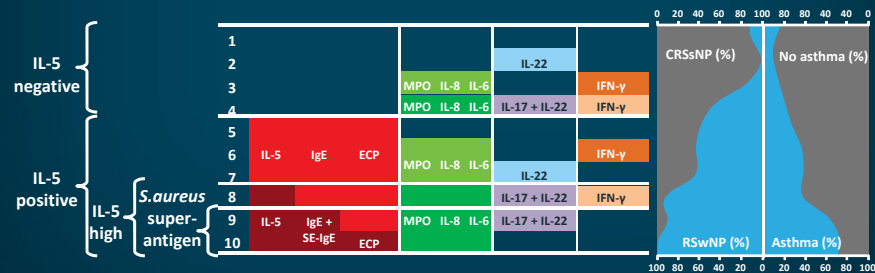 0 20 40 60 80 100 80 60 40 20 0
IL-5
negative
1
2 IL-22
3 MPO IL-8 IL-6 IFN-γ
4 MPO IL-8 IL-6 IL-17 + IL-22 IFN-γ
CRSsNP (%) No asthma (%)
IL-5
positive
IL-5
high
S.aureus
super-
antigen
5
6 IL-5 IgE ECP MPO IL-8 IL-6 IFN-γ
7 IL-22
8 IL-17 + IL-22 IFN-γ
9 IL-5 IgE + MPO IL-8 IL-6 IL-17 + IL-22
SE-IgE
10 ECP
RSwNP (%) Asthma (%)
100 80 60 40 20 0 20 40 60 80 100